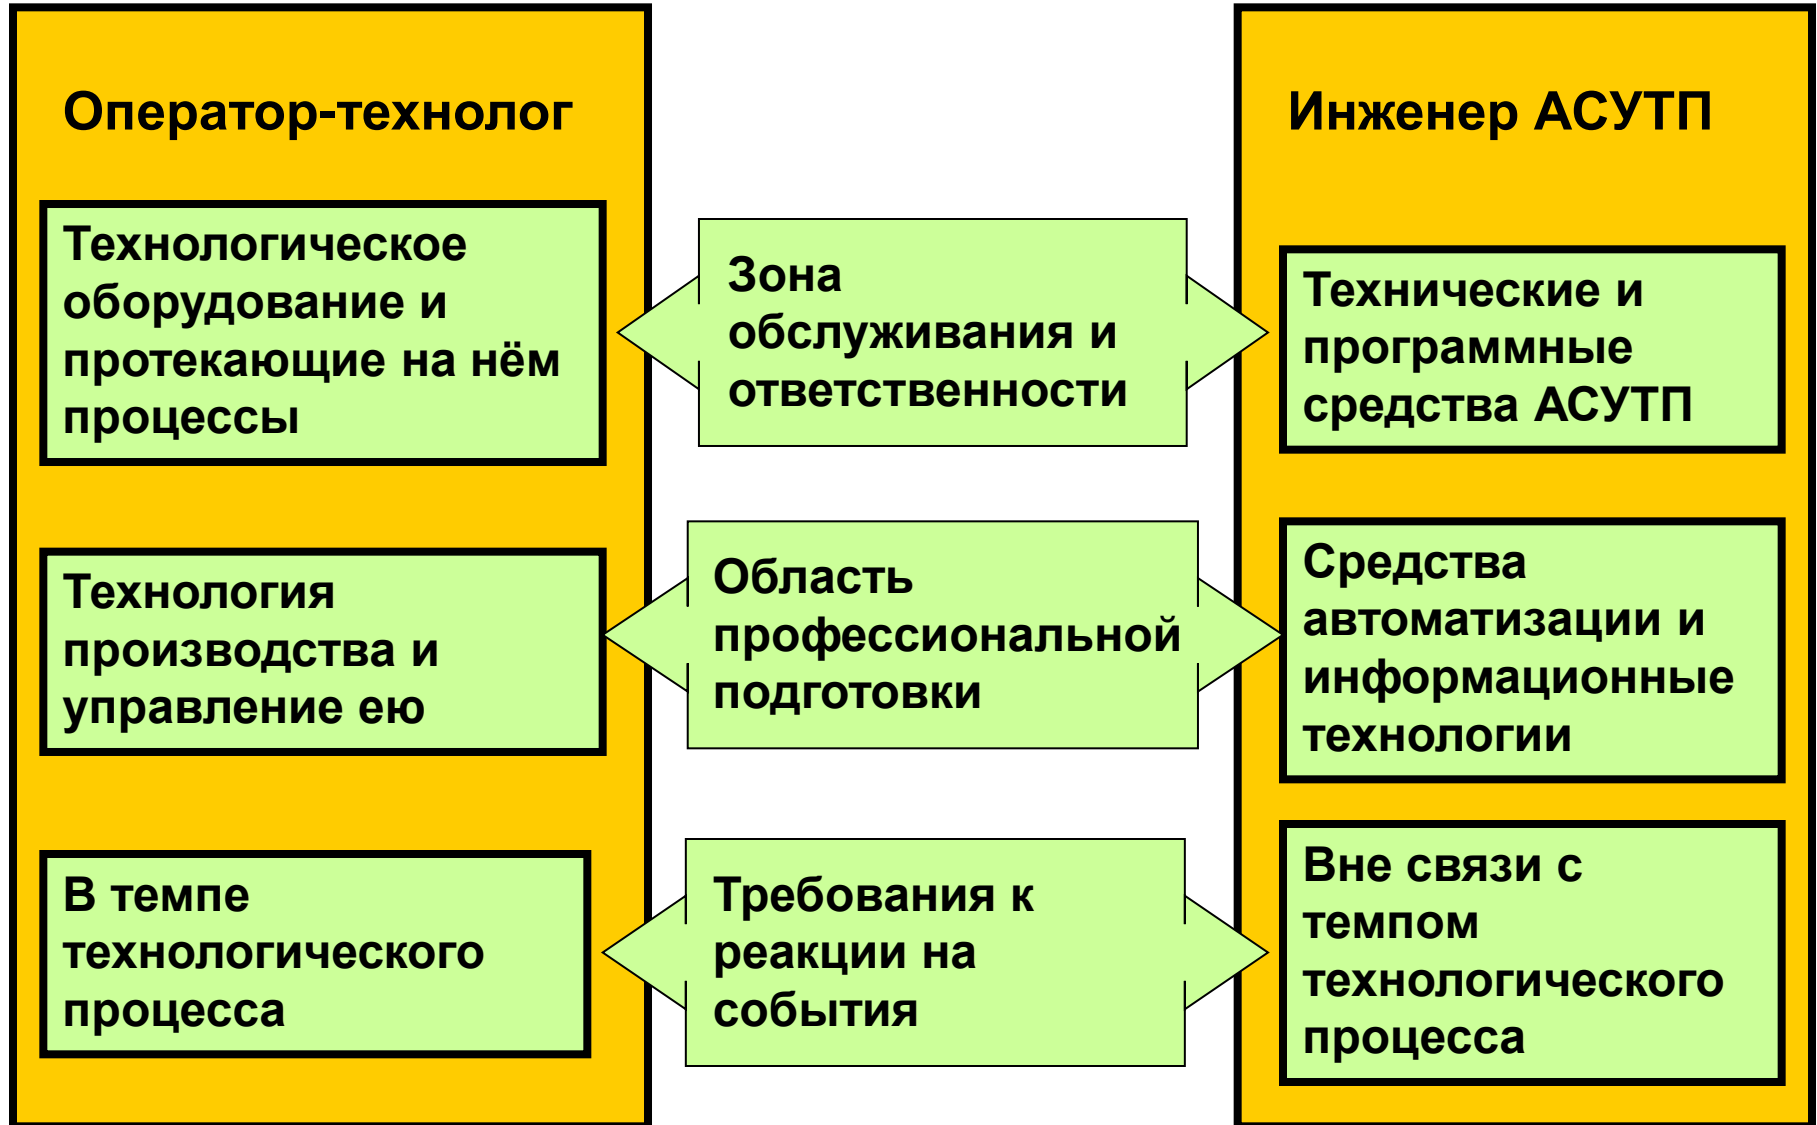 Оператор-технолог
Инженер АСУТП
Технологическое
оборудование и
протекающие на нём
процессы
Зона
обслуживания и
ответственности
Технические и
программные
средства АСУТП
Технология
производства и
управление ею
Область
профессиональной
подготовки
Средства
автоматизации и
информационные
технологии
В темпе
технологического
процесса
Требования к
реакции на
события
Вне связи с
темпом
технологического
процесса